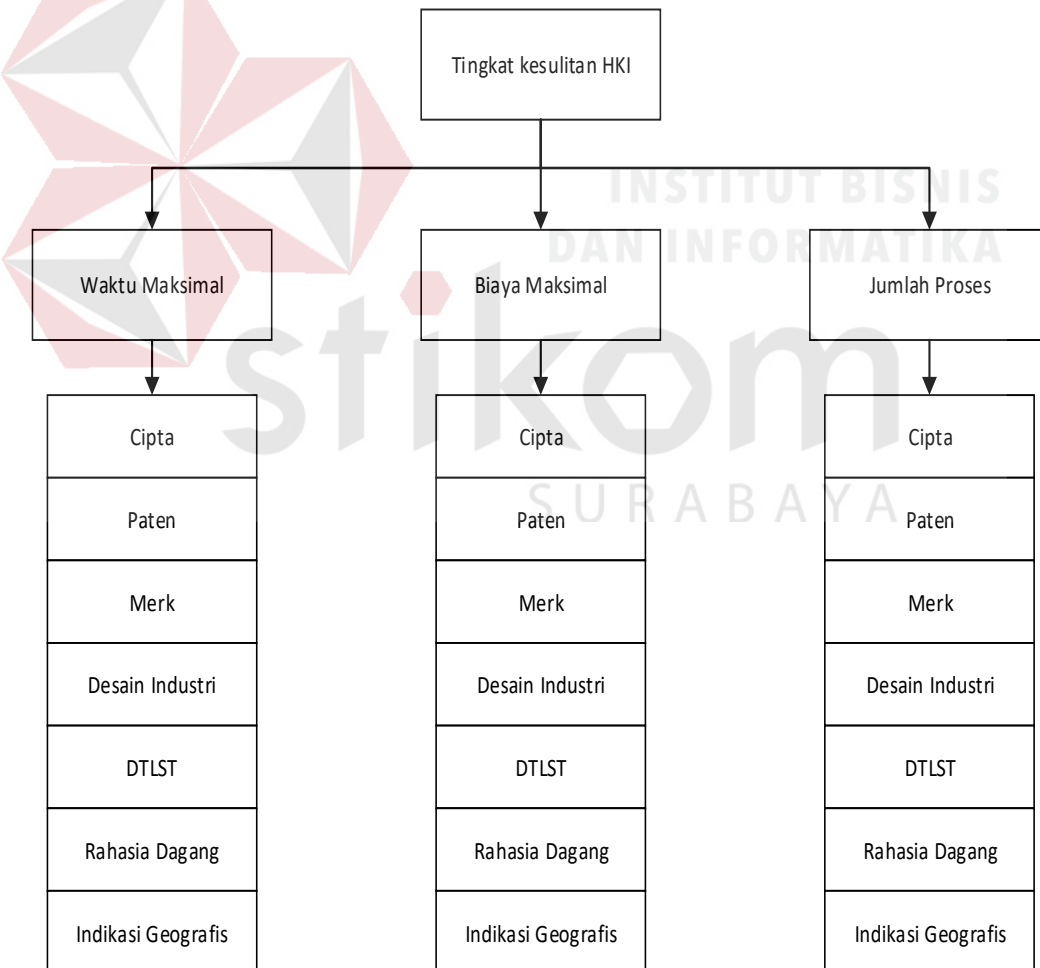 Tingkat kesulitan HKI
INSTITUT BISNIS
DAN INFORMATIKA
Waktu Maksimal
Biaya Maksimal
Jumlah Proses
stikom
SURABAYA
Cipta
Paten
Merk
Desain Industri
DTLST
Rahasia Dagang
Indikasi Geografis
Cipta
Paten
Merk
Desain Industri
DTLST
Rahasia Dagang
Indikasi Geografis
Cipta
Paten
Merk
Desain Industri
DTLST
Rahasia Dagang
Indikasi Geografis